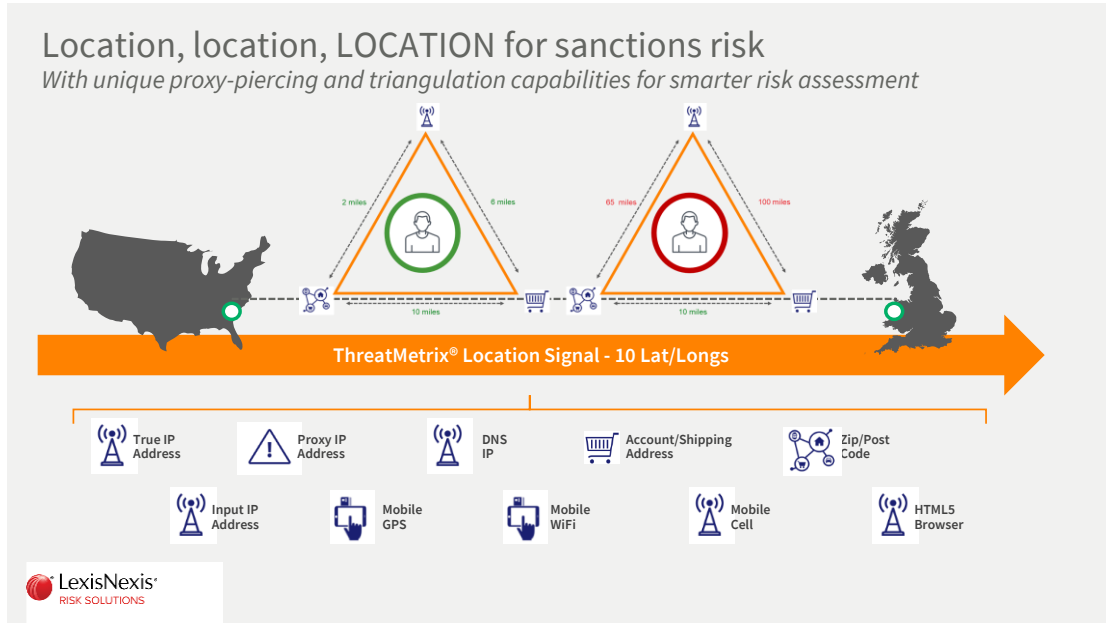 Location, location, LOCATION for sanctions risk
With unique proxy-piercing and triangulation capabilities for smarter risk assessment
2 miles
6 miles
10 miles
65 miles
100 miles
10 miles
ThreatMetrix® Location Signal - 10 Lat/Longs
True IP
Address
Proxy IP
Address
DNS
IP
Account/Shipping
Address
Zip/Post
Code
Input IP
Address
Mobile
GPS
Mobile
WiFi
Mobile
Cell
HTML5
Browser
LexisNexis®
RISK SOLUTIONS